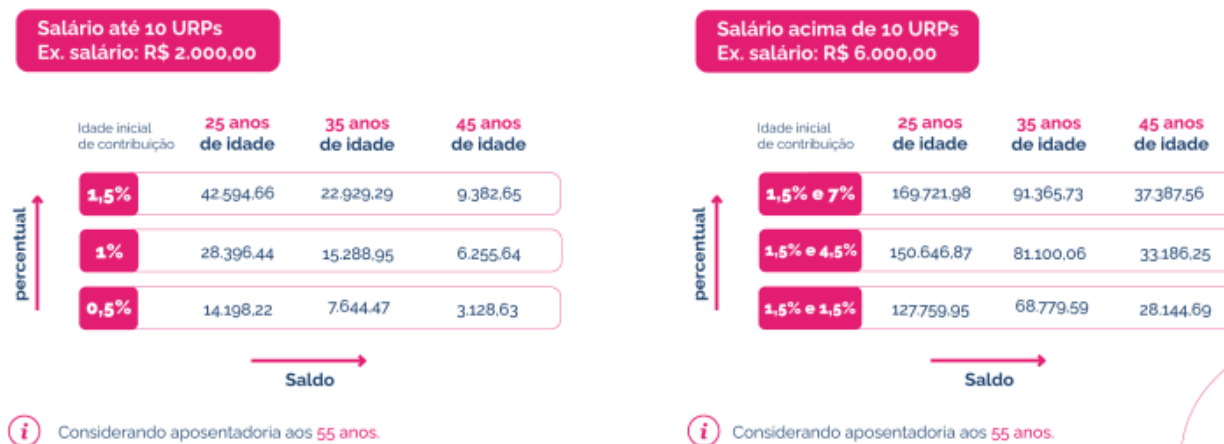 Salário até 10 URPs
Ex. salário: R$ 2.000,00
Idade inicial
de contribuição
25 anos
de idade
35 anos
de idade
45 anos
de idade
percentual
1,5% 42.594,66 22.929,29 9.382,65
1% 28.396,44 15.288,95 6.255,64
0,5% 14.198,22 7.644.47 3.128,63
Saldo
i Considerando aposentadoria aos 55 anos.
Salário acima de 10 URPs
Ex. salário: R$ 6.000,00
Idade inicial
de contribuição
25 anos
de idade
35 anos
de idade
45 anos
de idade
percentual
1,5% e 7% 169.721,98 91.365,73 37.387,56
1,5% e 4,5% 150.646,87 81.100,06 33.186,25
1,5% e 1,5% 127.759,95 68.779,59 28.144,69
Saldo
i Considerando aposentadoria aos 55 anos.